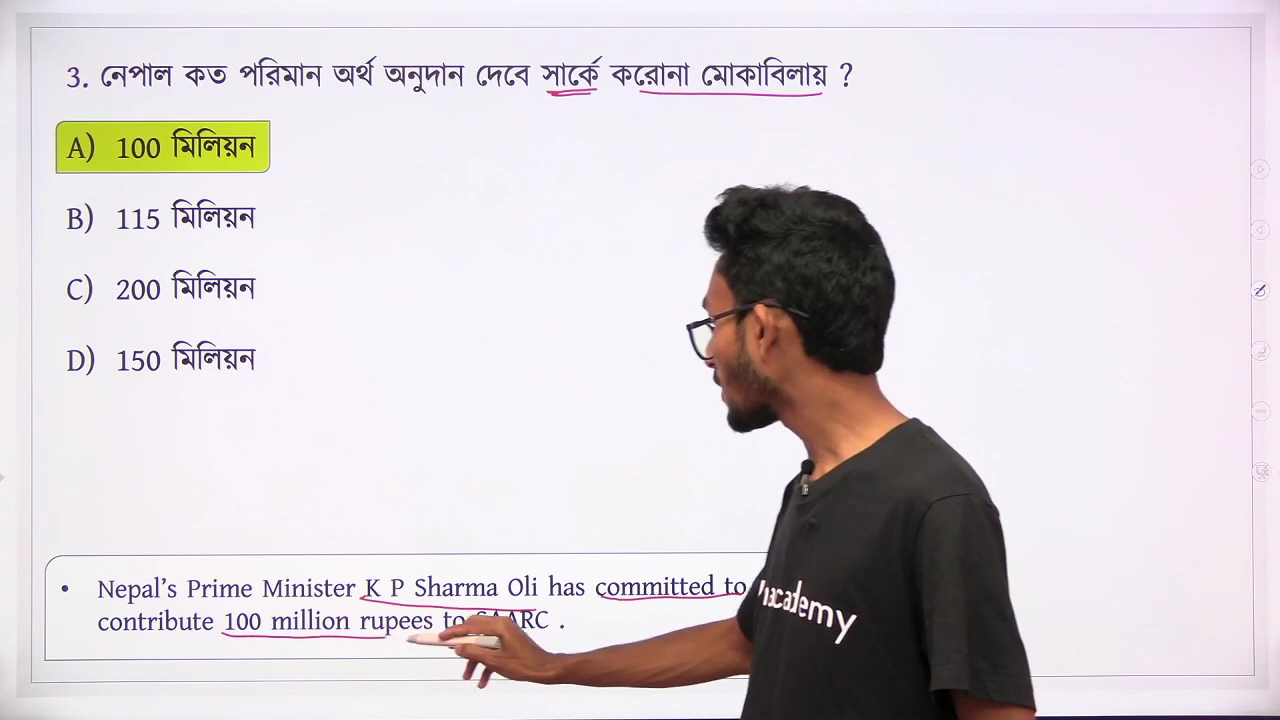 3. নেপাল কত পরিমান অর্থ অনুদান দেবে সার্কে করোনা মোকাবিলায় ?
A) 100 মিলিয়ন
B) 115 মিলিয়ন
C) 200 মিলিয়ন
D) 150 মিলিয়ন
• Nepal's Prime Minister K P Sharma Oli has committed to
contribute 100 million rupees to SAARC .